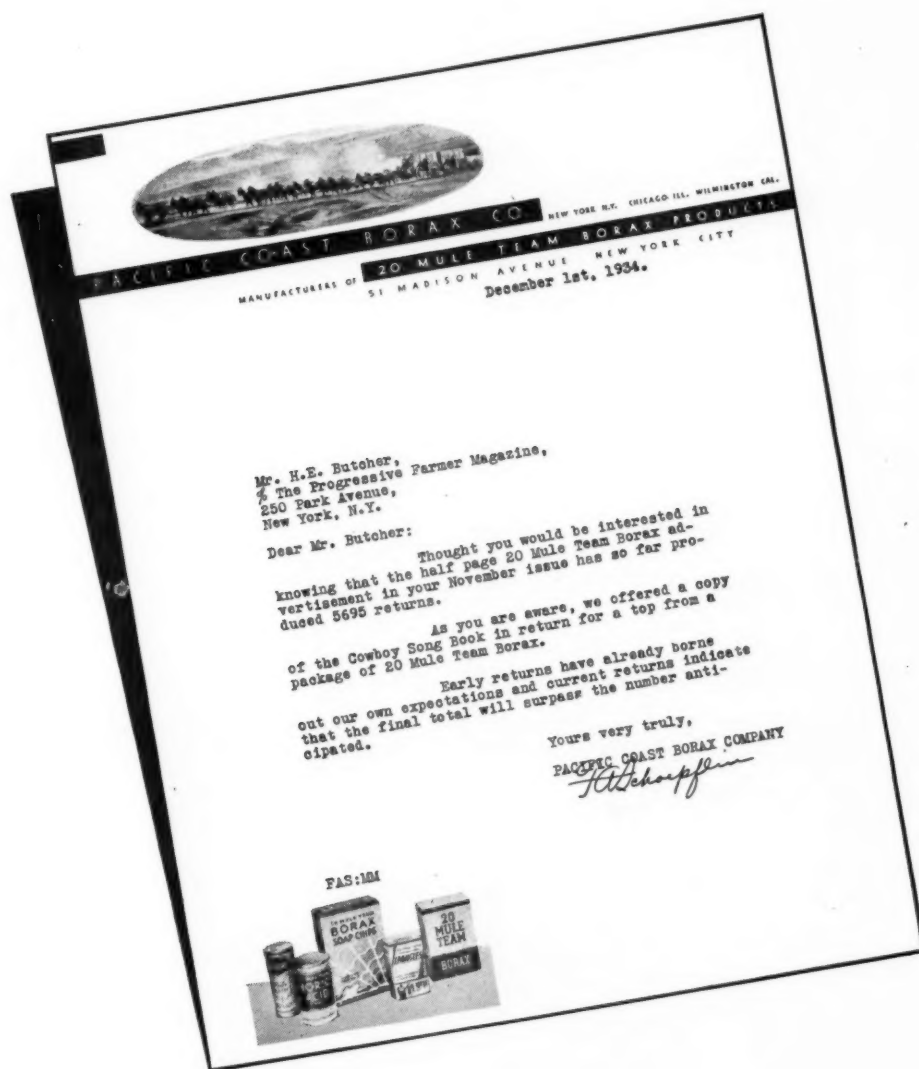 PACIFIC COAST BORAX CO
NEW YORK N.Y. CHICAGO ILL. WILMINGTON CAL.
MANUFACTURERS OF 20 MULE TEAM BORAX PRODUCTS
51 MADISON AVENUE NEW YORK CITY
December 1st, 1934.
Mr. H.E. Butcher,
% The Progressive Farmer Magazine,
250 Park Avenue,
New York, N.Y.
Dear Mr. Butcher:
Thought you would be interested in
knowing that the half page 20 Mule Team Borax ad-
vertisement in your November issue has so far pro-
duced 5695 returns.
As you are aware, we offered a copy
of the Cowboy Song Book in return for a top from a
package of 20 Mule Team Borax.
Early returns have already borne
out our own expectations and current returns indicate
that the final total will surpass the number anti-
cipated.
Yours very truly,
PACIFIC COAST BORAX COMPANY
FASchoepflin
FAS:MM
20 MULE TEAM
BORAX
SOAP CHIPS
ACID
20
MULE
TEAM
BORAX